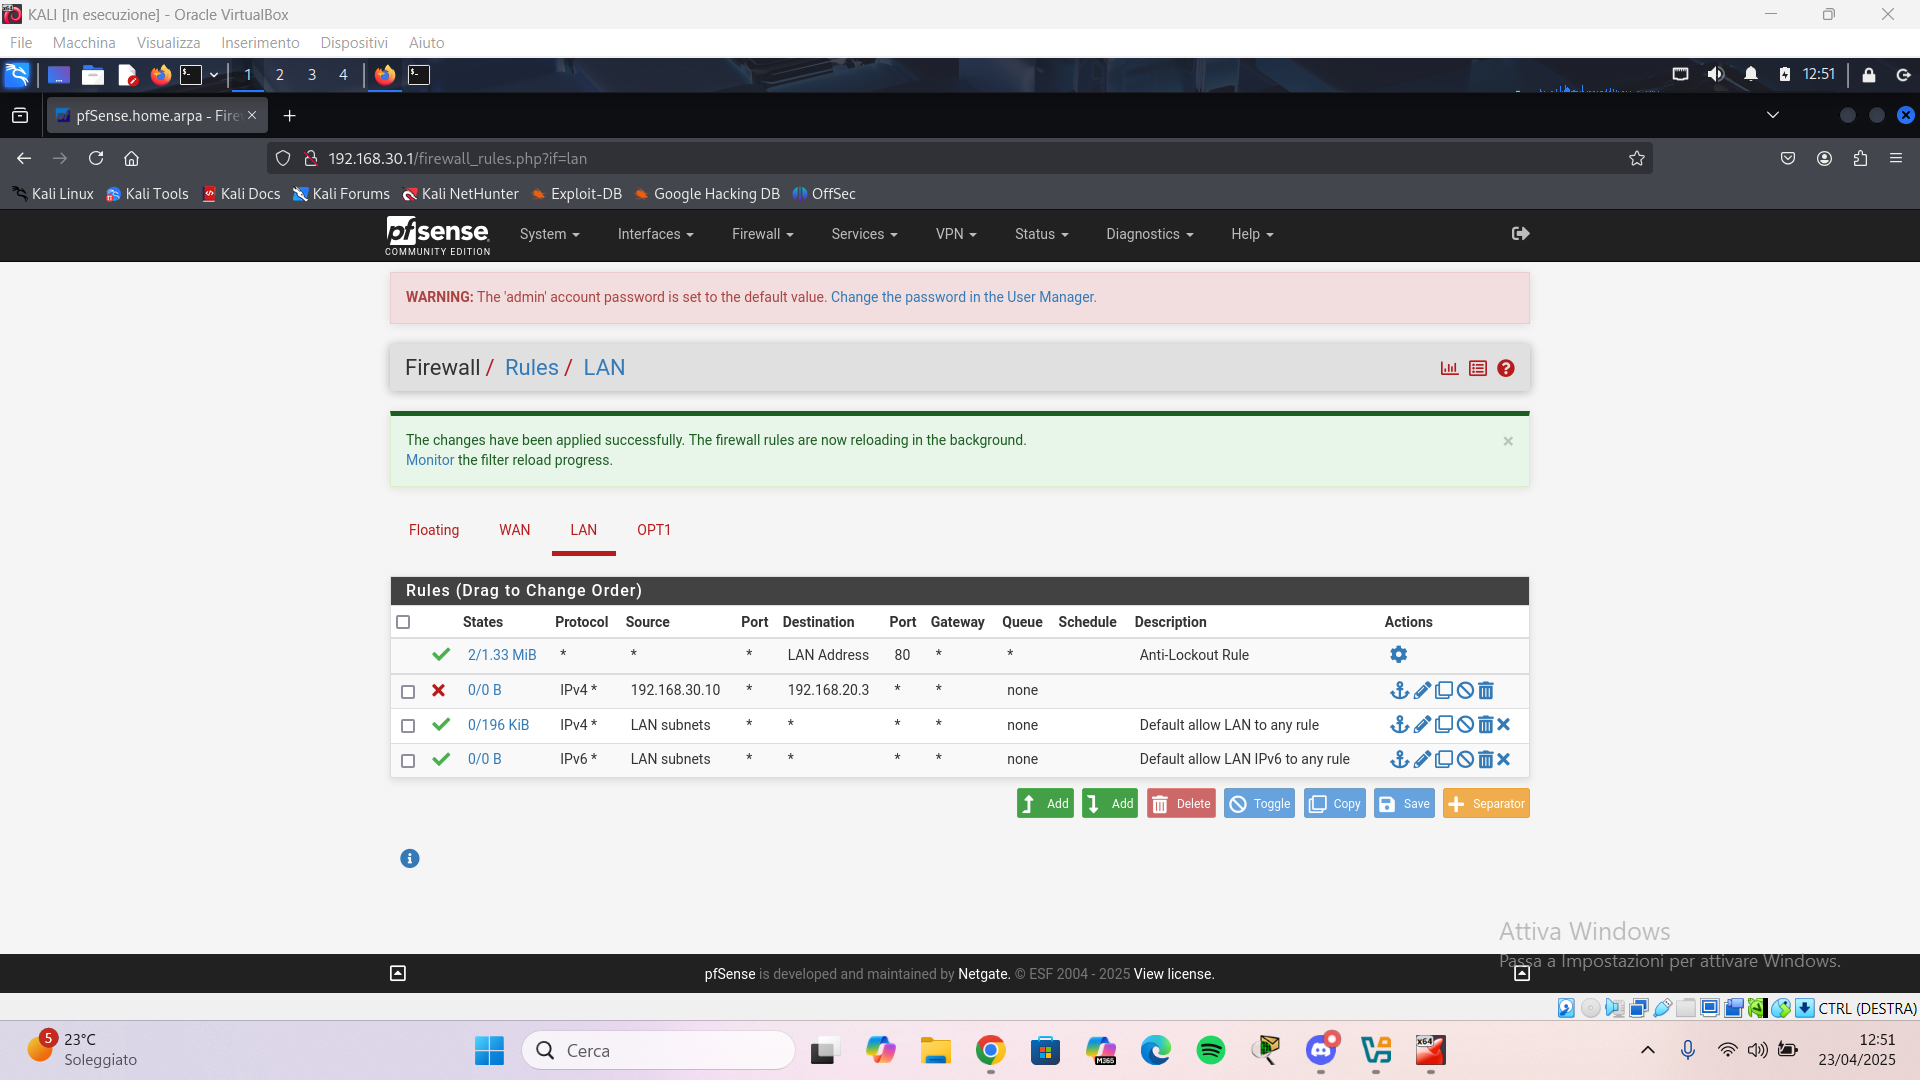 KALI [In esecuzione] - Oracle VirtualBox
File Macchina Visualizza Inserimento Dispositivi Aiuto
1 2 3 4 12:51
pfSense.home.arpa - Fire
192.168.30.1/firewall_rules.php?if=lan
Kali Linux Kali Tools Kali Docs Kali Forums Kali NetHunter Exploit-DB Google Hacking DB OffSec
pfsense
COMMUNITY EDITION
System Interfaces Firewall Services VPN Status Diagnostics Help
WARNING: The 'admin' account password is set to the default value. Change the password in the User Manager.
Firewall / Rules / LAN
The changes have been applied successfully. The firewall rules are now reloading in the background.
Monitor the filter reload progress.
Floating WAN LAN OPT1
Rules (Drag to Change Order)
States Protocol Source Port Destination Port Gateway Queue Schedule Description Actions
2/1.33 MiB * * * LAN Address 80 * * Anti-Lockout Rule
0/0 B IPv4 * 192.168.30.10 * 192.168.20.3 * * none
0/196 KiB IPv4 * LAN subnets * * * * none Default allow LAN to any rule
0/0 B IPv6 * LAN subnets * * * * none Default allow LAN IPv6 to any rule
Add Add Delete Toggle Copy Save Separator
Attiva Windows
Passa a Impostazioni per attivare Windows.
pfSense is developed and maintained by Netgate. © ESF 2004 - 2025 View license.
CTRL (DESTRA)
5
23°C
Soleggiato
Cerca
M365
X64
12:51
23/04/2025